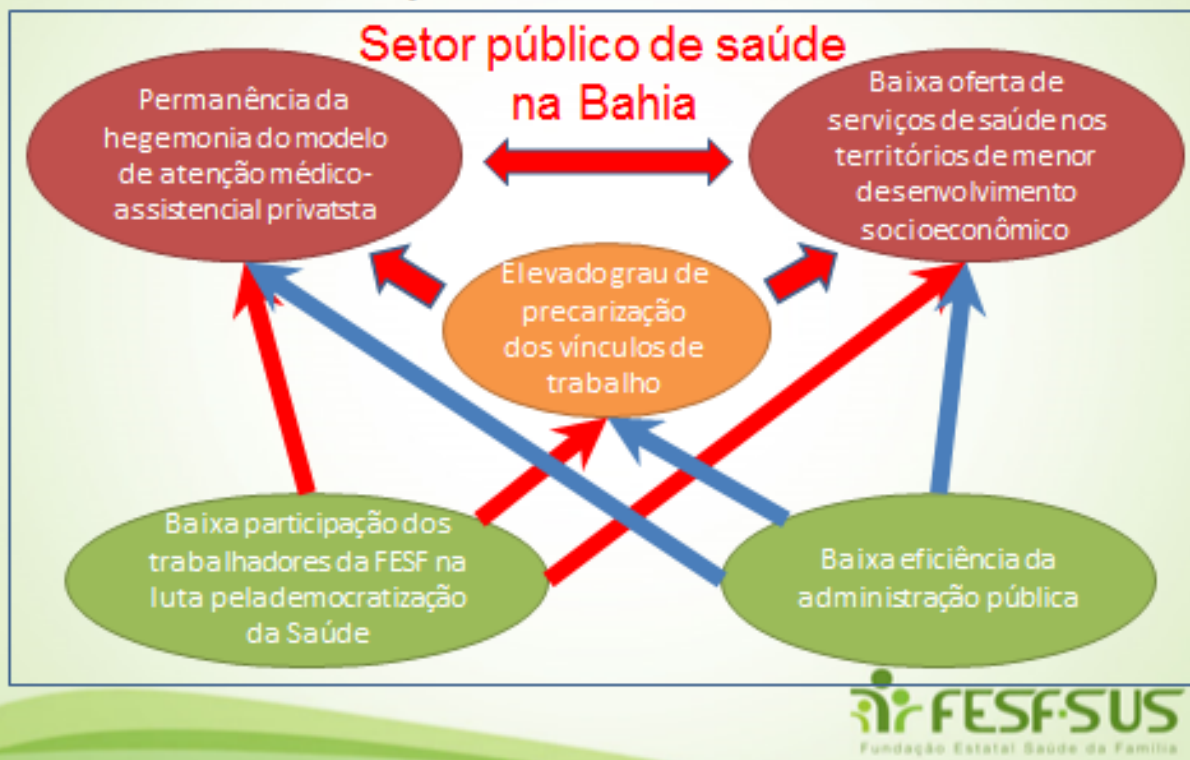 Setor público de saúde
na Bahia
Permanência da
hegemonia do modelo
de atenção médico-
assistencial privatsta
Baixa oferta de
serviços de saúde nos
territórios de menor
desenvolvimento
socioeconômico
Elevado grau de
precarização
dos vínculos de
trabalho
Baixa participação dos
trabalhadores da FESF na
luta pela democratização
da Saúde
Baixa eficiência da
administração pública
FESF-SUS
Fundação Estatal Saúde da Família